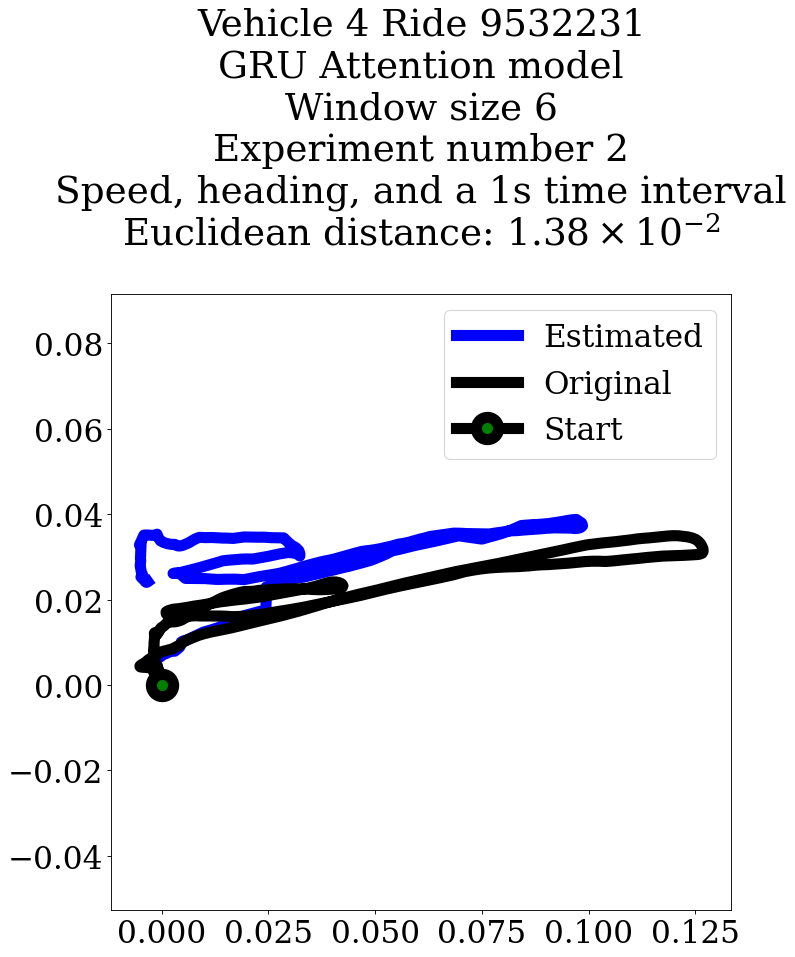 Vehicle 4 Ride 9532231
GRU Attention model
Window size 6
Experiment number 2
Speed, heading, and a 1s time interval
Euclidean distance: 1.38 × 10⁻²
Estimated
Original
Start
0.08
0.06
0.04
0.02
0.00
−0.02
−0.04
0.000 0.025 0.050 0.075 0.100 0.125